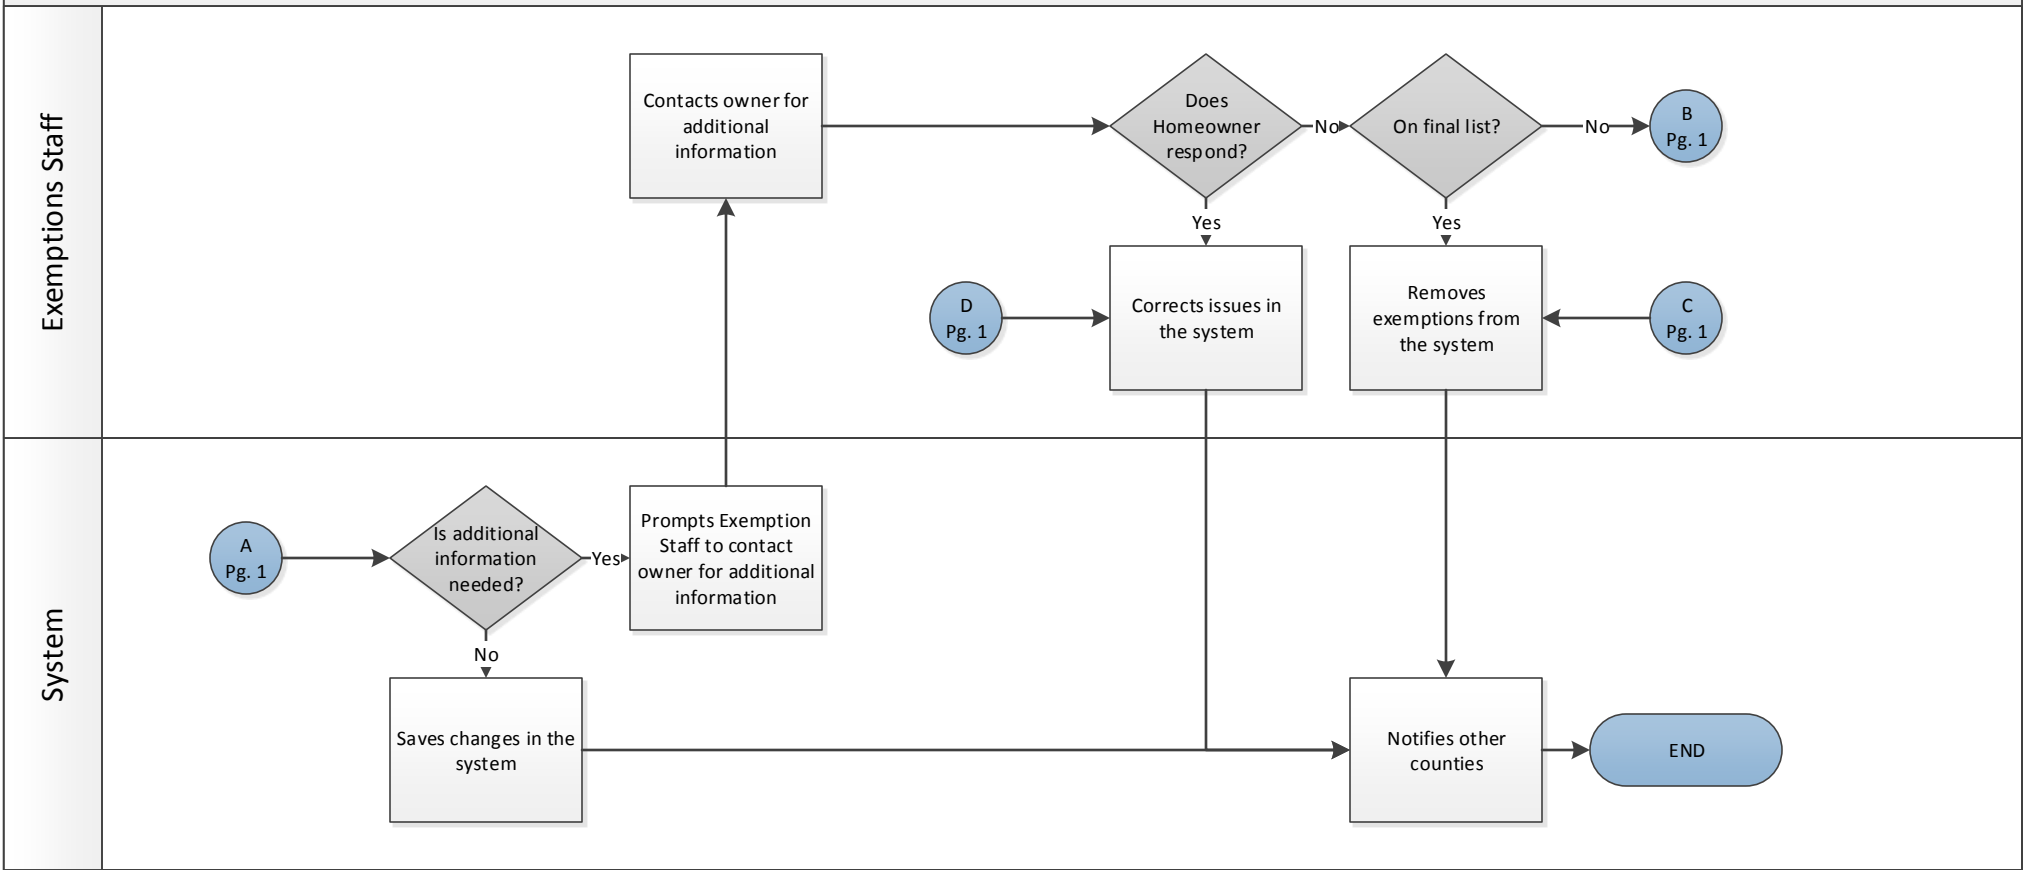 Exemptions Staff
Contacts owner for
additional
information
Does
Homeowner
respond?
No
On final list?
No
B
Pg. 1
Yes
Yes
D
Pg. 1
Corrects issues in
the system
Removes
exemptions from
the system
C
Pg. 1
System
A
Pg. 1
Is additional
information
needed?
Yes
Prompts Exemption
Staff to contact
owner for additional
information
No
Saves changes in the
system
Notifies other
counties
END